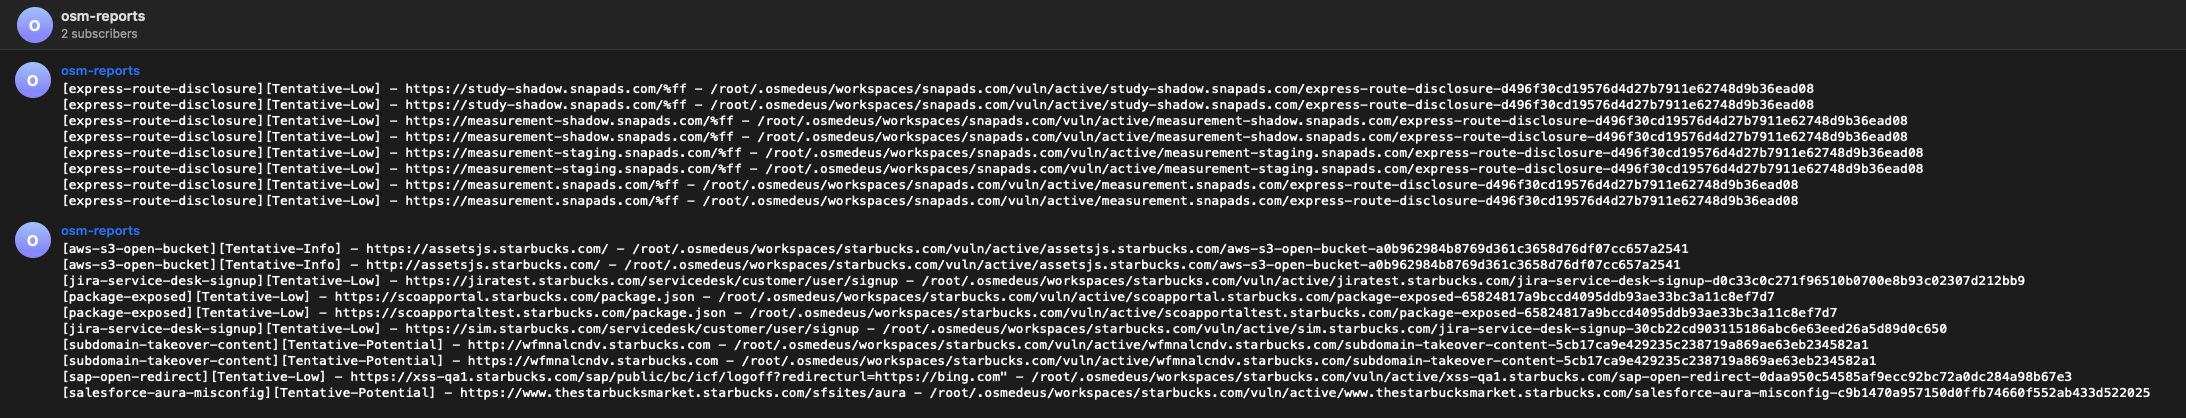 O
osm-reports
2 subscribers
O
osm-reports
[express-route-disclosure][Tentative-Low] - https://study-shadow.snapads.com/%ff - /root/.osmedeus/workspaces/snapads.com/vuln/active/study-shadow.snapads.com/express-route-disclosure-d496f30cd19576d4d27b7911e62748d9b36ead08
[express-route-disclosure][Tentative-Low] - https://study-shadow.snapads.com/%ff - /root/.osmedeus/workspaces/snapads.com/vuln/active/study-shadow.snapads.com/express-route-disclosure-d496f30cd19576d4d27b7911e62748d9b36ead08
[express-route-disclosure][Tentative-Low] - https://measurement-shadow.snapads.com/%ff - /root/.osmedeus/workspaces/snapads.com/vuln/active/measurement-shadow.snapads.com/express-route-disclosure-d496f30cd19576d4d27b7911e62748d9b36ead08
[express-route-disclosure][Tentative-Low] - https://measurement-shadow.snapads.com/%ff - /root/.osmedeus/workspaces/snapads.com/vuln/active/measurement-shadow.snapads.com/express-route-disclosure-d496f30cd19576d4d27b7911e62748d9b36ead08
[express-route-disclosure][Tentative-Low] - https://measurement-staging.snapads.com/%ff - /root/.osmedeus/workspaces/snapads.com/vuln/active/measurement-staging.snapads.com/express-route-disclosure-d496f30cd19576d4d27b7911e62748d9b36ead08
[express-route-disclosure][Tentative-Low] - https://measurement-staging.snapads.com/%ff - /root/.osmedeus/workspaces/snapads.com/vuln/active/measurement-staging.snapads.com/express-route-disclosure-d496f30cd19576d4d27b7911e62748d9b36ead08
[express-route-disclosure][Tentative-Low] - https://measurement.snapads.com/%ff - /root/.osmedeus/workspaces/snapads.com/vuln/active/measurement.snapads.com/express-route-disclosure-d496f30cd19576d4d27b7911e62748d9b36ead08
[express-route-disclosure][Tentative-Low] - https://measurement.snapads.com/%ff - /root/.osmedeus/workspaces/snapads.com/vuln/active/measurement.snapads.com/express-route-disclosure-d496f30cd19576d4d27b7911e62748d9b36ead08
O
osm-reports
[aws-s3-open-bucket][Tentative-Info] - https://assetsjs.starbucks.com/ - /root/.osmedeus/workspaces/starbucks.com/vuln/active/assetsjs.starbucks.com/aws-s3-open-bucket-a0b962984b8769d361c3658d76df07cc657a2541
[aws-s3-open-bucket][Tentative-Info] - http://assetsjs.starbucks.com/ - /root/.osmedeus/workspaces/starbucks.com/vuln/active/assetsjs.starbucks.com/aws-s3-open-bucket-a0b962984b8769d361c3658d76df07cc657a2541
[jira-service-desk-signup][Tentative-Low] - https://jiratest.starbucks.com/servicedesk/customer/user/signup - /root/.osmedeus/workspaces/starbucks.com/vuln/active/jiratest.starbucks.com/jira-service-desk-signup-d0c33c0c271f96510b0700e8b93c02307d212bb9
[package-exposed][Tentative-Low] - https://scoapportal.starbucks.com/package.json - /root/.osmedeus/workspaces/starbucks.com/vuln/active/scoapportal.starbucks.com/package-exposed-65824817a9bccd4095ddb93ae33bc3a11c8ef7d7
[package-exposed][Tentative-Low] - https://scoapportaltest.starbucks.com/package.json - /root/.osmedeus/workspaces/starbucks.com/vuln/active/scoapportaltest.starbucks.com/package-exposed-65824817a9bccd4095ddb93ae33bc3a11c8ef7d7
[jira-service-desk-signup][Tentative-Low] - https://sim.starbucks.com/servicedesk/customer/user/signup - /root/.osmedeus/workspaces/starbucks.com/vuln/active/sim.starbucks.com/jira-service-desk-signup-30cb22cd903115186abc6e63eed26a5d89d0c650
[subdomain-takeover-content][Tentative-Potential] - http://wfmnalcndv.starbucks.com - /root/.osmedeus/workspaces/starbucks.com/vuln/active/wfmnalcndv.starbucks.com/subdomain-takeover-content-5cb17ca9e429235c238719a869ae63eb234582a1
[subdomain-takeover-content][Tentative-Potential] - https://wfmnalcndv.starbucks.com - /root/.osmedeus/workspaces/starbucks.com/vuln/active/wfmnalcndv.starbucks.com/subdomain-takeover-content-5cb17ca9e429235c238719a869ae63eb234582a1
[sap-open-redirect][Tentative-Low] - https://xss-qa1.starbucks.com/sap/public/bc/icf/logoff?redirecturl=https://bing.com" - /root/.osmedeus/workspaces/starbucks.com/vuln/active/xss-qa1.starbucks.com/sap-open-redirect-0daa950c54585af9ecc92bc72a0dc284a98b67e3
[salesforce-aura-misconfig][Tentative-Potential] - https://www.thestarbucksmarket.starbucks.com/sfsites/aura - /root/.osmedeus/workspaces/starbucks.com/vuln/active/www.thestarbucksmarket.starbucks.com/salesforce-aura-misconfig-c9b1470a957150d0ffb74660f552ab433d522025